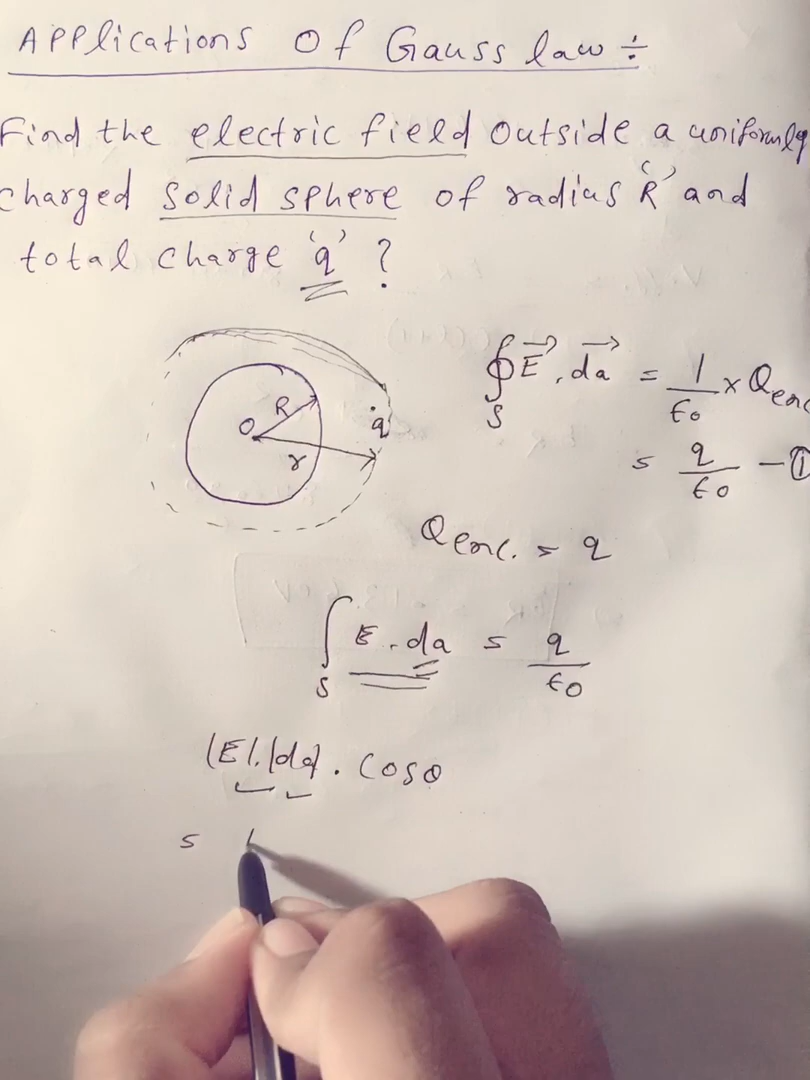 Applications of Gauss law ÷
Find the electric field outside a uniformly
charged solid sphere of radius 'R' and
total charge 'q' ?
∮S E⃗ . da⃗ = 1/ε0 × Qenc
= q/ε0 — ①
O R r q
Qenc. = q
∫S E . da = q/ε0
|E|.|da| . cosθ
=